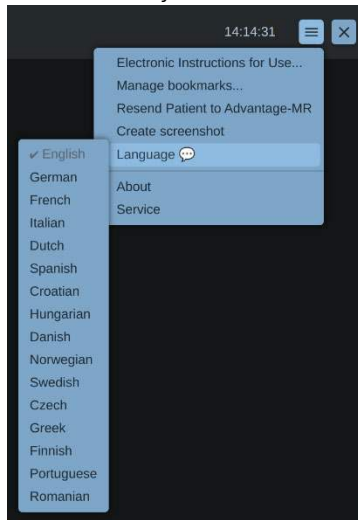 14:14:31
Electronic Instructions for Use...
Manage bookmarks...
Resend Patient to Advantage-MR
Create screenshot
Language 💬
About
Service
✔ English
German
French
Italian
Dutch
Spanish
Croatian
Hungarian
Danish
Norwegian
Swedish
Czech
Greek
Finnish
Portuguese
Romanian